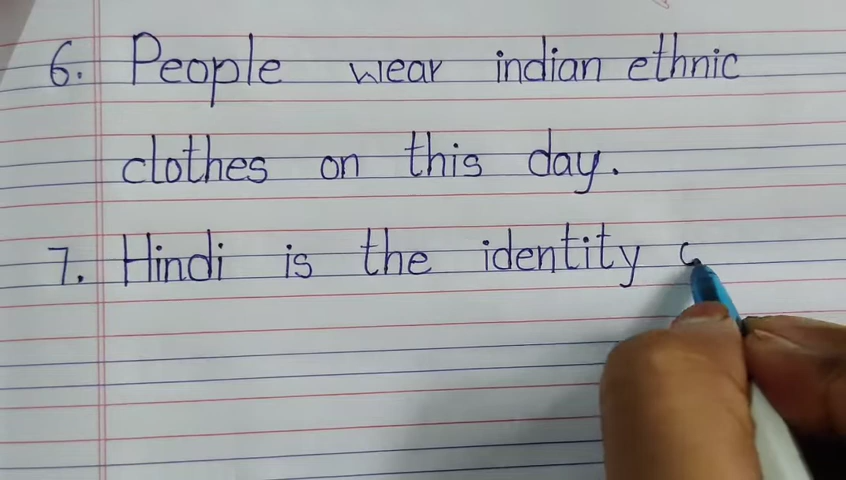 6. People wear indian ethnic
clothes on this day.
7. Hindi is the identity